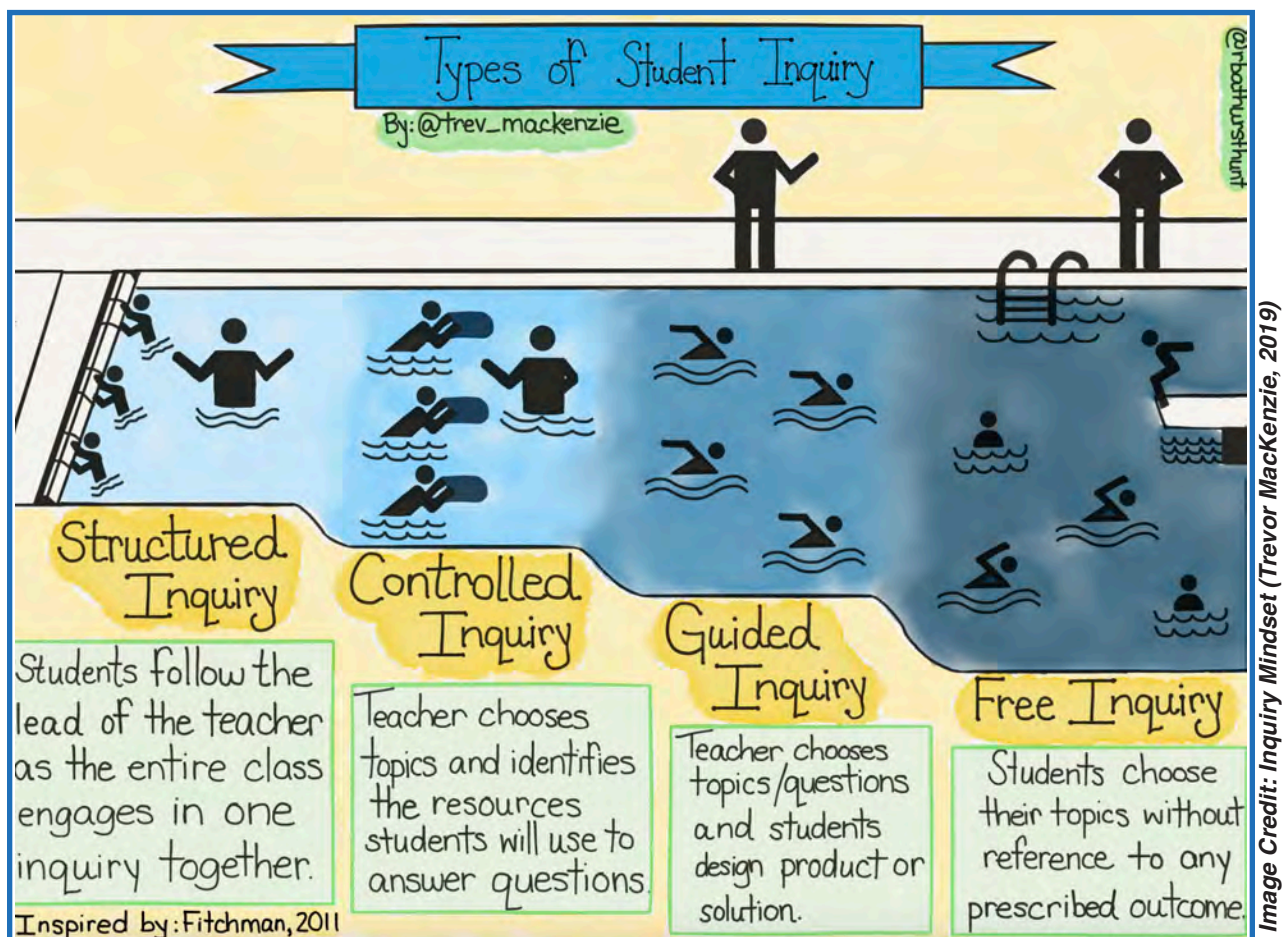 Types of Student Inquiry
By: @trev_mackenzie
@rbathursthunt
Structured
Inquiry
Students follow the
lead of the teacher
as the entire class
engages in one
inquiry together.
Inspired by: Fitchman, 2011
Controlled
Inquiry
Teacher chooses
topics and identifies
the resources
students will use to
answer questions.
Guided
Inquiry
Teacher chooses
topics/questions
and students
design product or
solution.
Free Inquiry
Students choose
their topics without
reference to any
prescribed outcome.
Image Credit: Inquiry Mindset (Trevor MacKenzie, 2019)